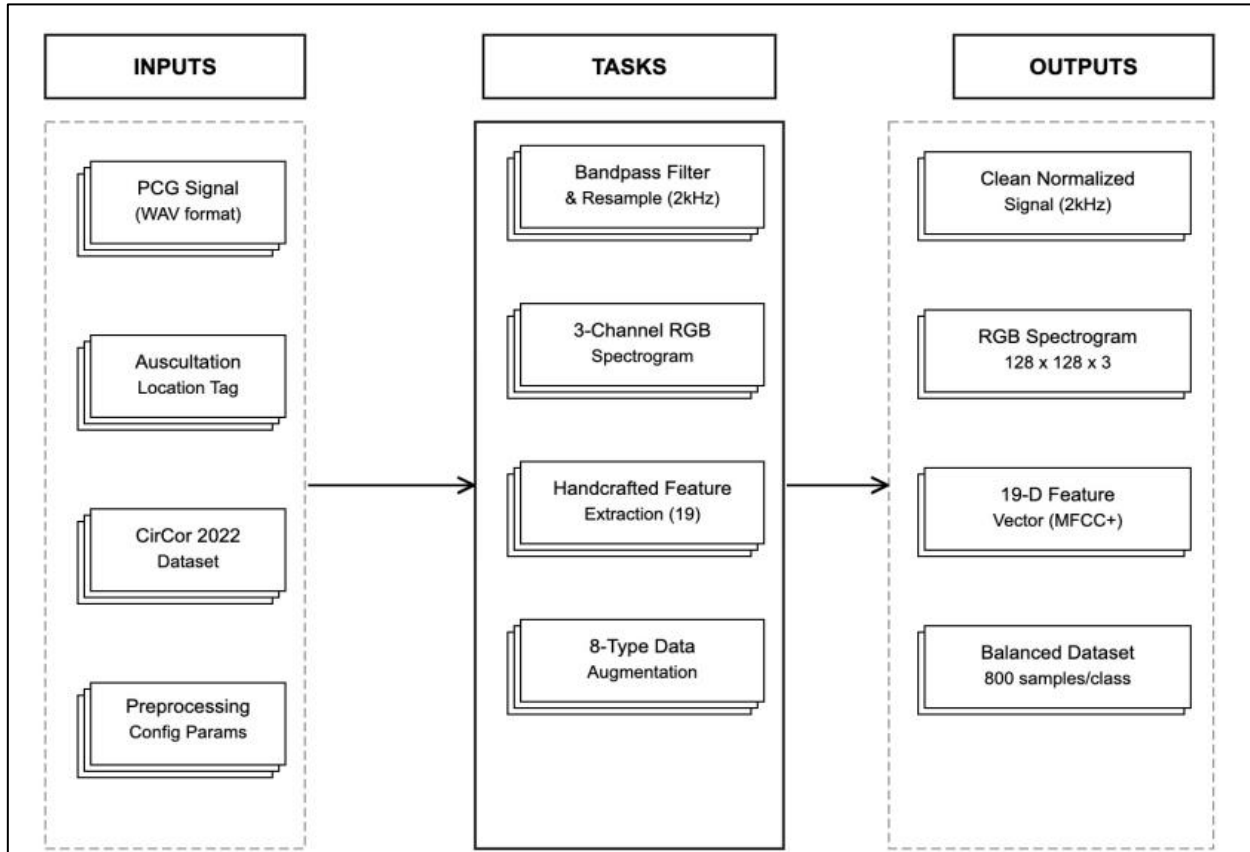 INPUTS
PCG Signal
(WAV format)
Auscultation
Location Tag
CirCor 2022
Dataset
Preprocessing
Config Params
TASKS
Bandpass Filter
& Resample (2kHz)
3-Channel RGB
Spectrogram
Handcrafted Feature
Extraction (19)
8-Type Data
Augmentation
OUTPUTS
Clean Normalized
Signal (2kHz)
RGB Spectrogram
128 x 128 x 3
19-D Feature
Vector (MFCC+)
Balanced Dataset
800 samples/class